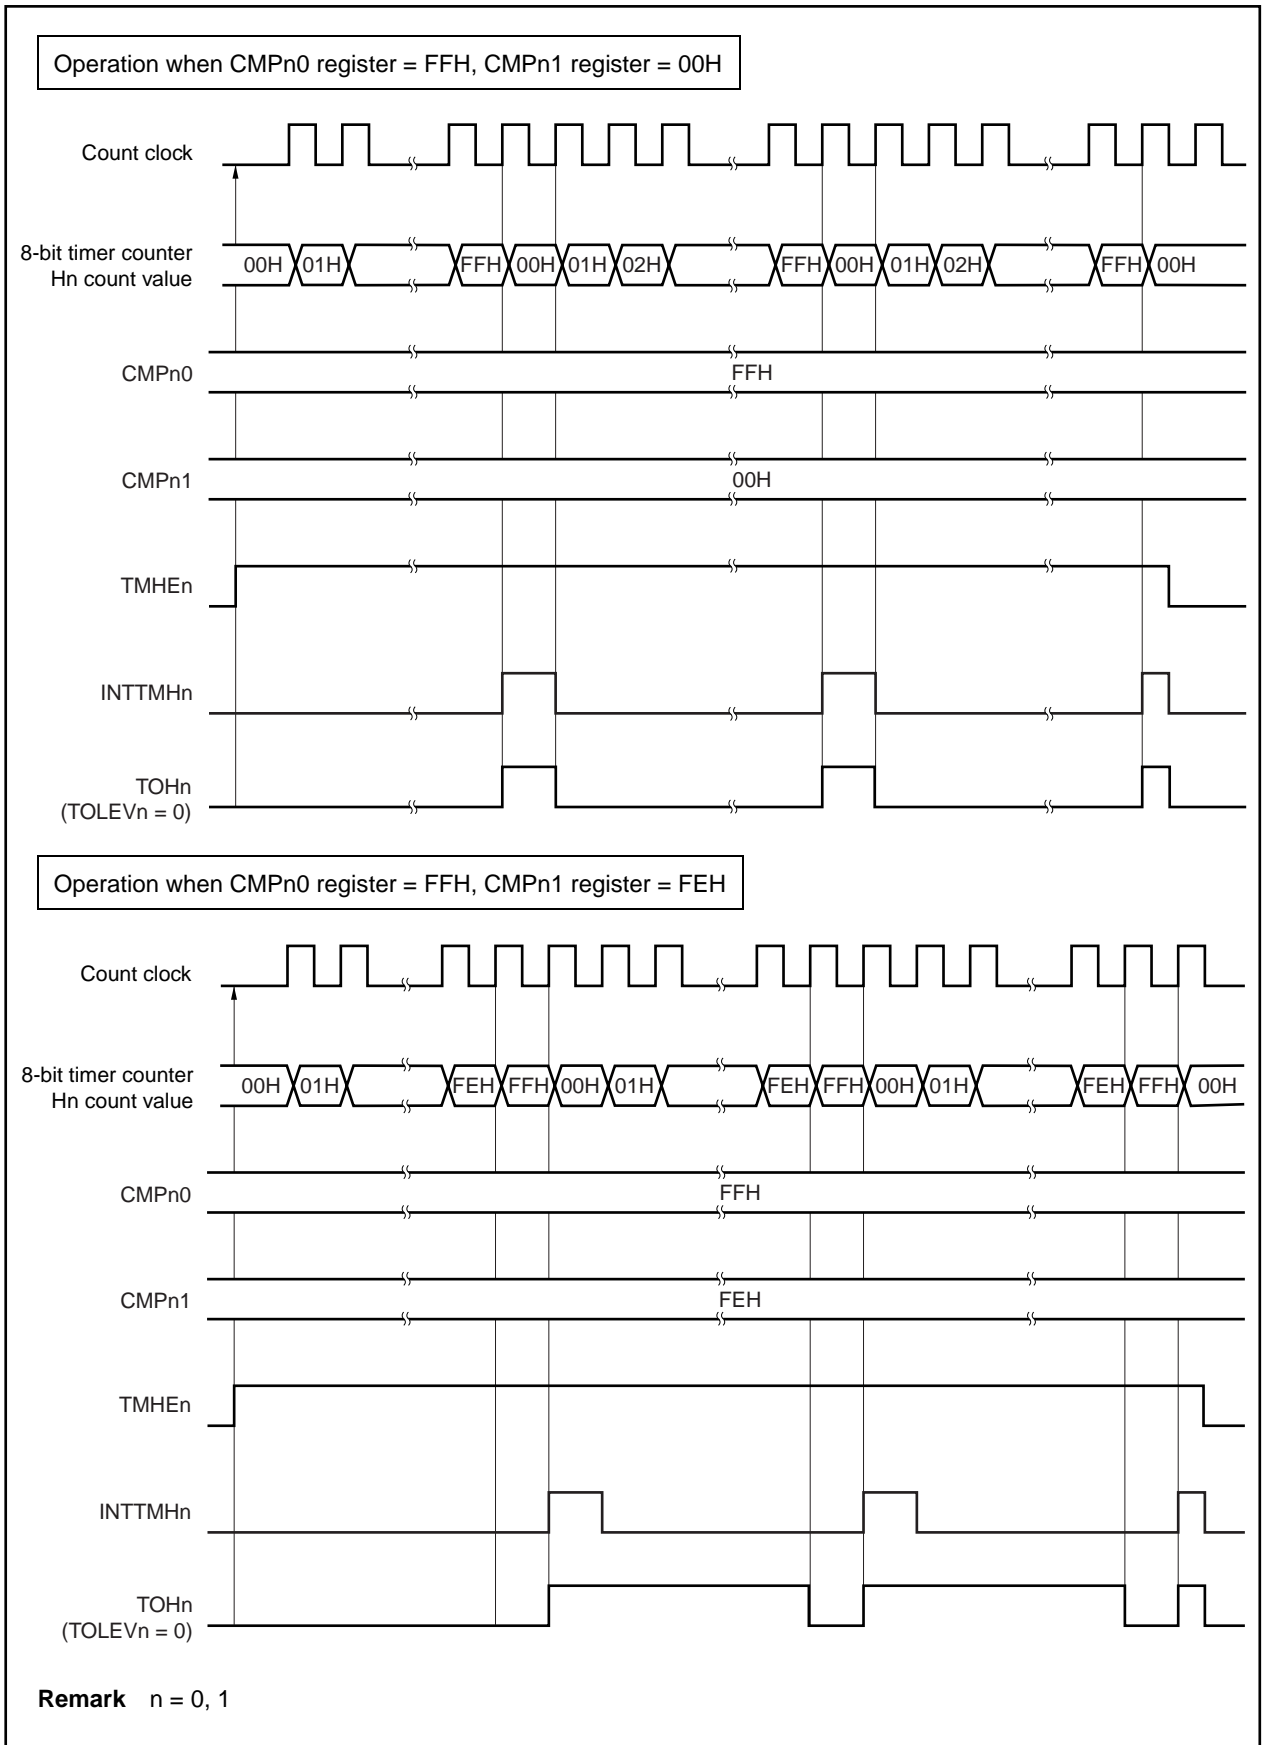 Operation when CMPn0 register = FFH, CMPn1 register = 00H
Count clock
8-bit timer counter
Hn count value
00H 01H FFH 00H 01H 02H FFH 00H 01H 02H FFH 00H
CMPn0 FFH
CMPn1 00H
TMHEn
INTTMHn
TOHn
(TOLEVn = 0)
Operation when CMPn0 register = FFH, CMPn1 register = FEH
Count clock
8-bit timer counter
Hn count value
00H 01H FEH FFH 00H 01H FEH FFH 00H 01H FEH FFH 00H
CMPn0 FFH
CMPn1 FEH
TMHEn
INTTMHn
TOHn
(TOLEVn = 0)
Remark n = 0, 1